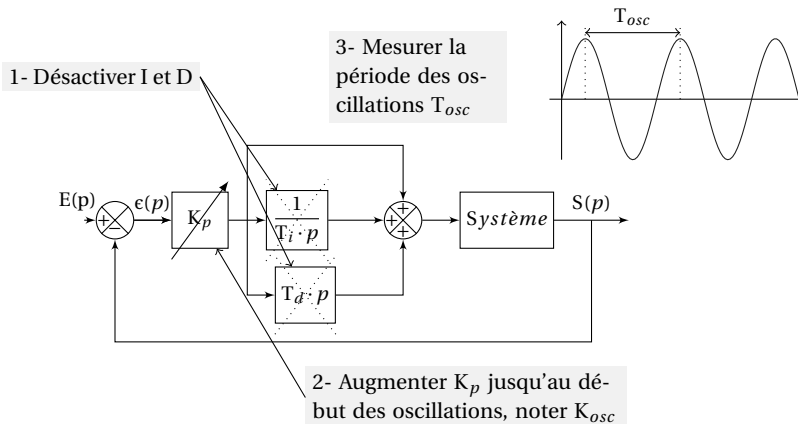 T_osc
3- Mesurer la
période des os-
cillations T_osc
1- Désactiver I et D
E(p)
+
−
ϵ(p)
K_p
1
T_i · p
T_d · p
+
+
+
Système
S(p)
2- Augmenter K_p jusqu'au dé-
but des oscillations, noter K_osc